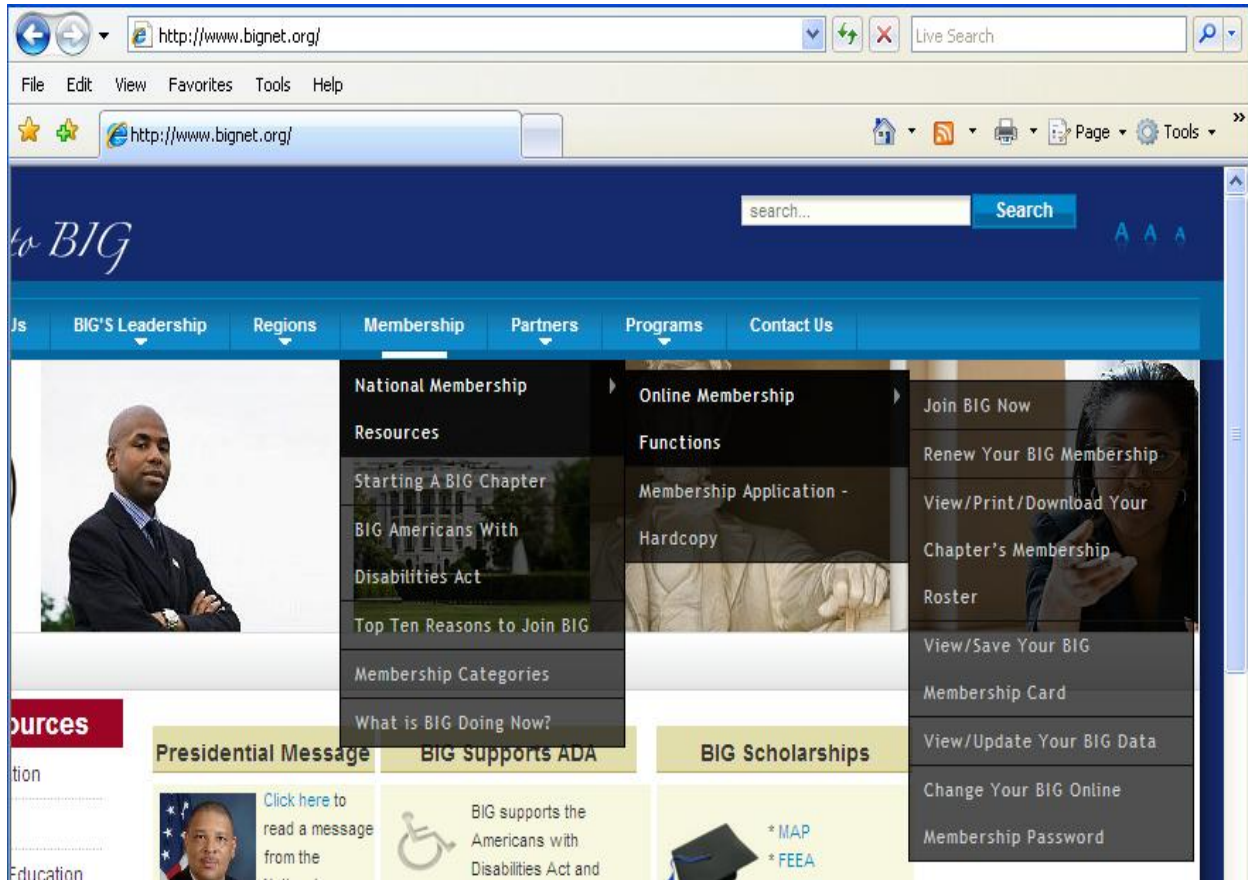 http://www.bignet.org/
Live Search
File Edit View Favorites Tools Help
http://www.bignet.org/
Page Tools »
to BIG
search...
Search
A A A
Us BIG'S Leadership Regions Membership Partners Programs Contact Us
National Membership
Resources
Starting A BIG Chapter
BIG Americans With
Disabilities Act
Top Ten Reasons to Join BIG
Membership Categories
What is BIG Doing Now?
Online Membership
Functions
Membership Application -
Hardcopy
Join BIG Now
Renew Your BIG Membership
View/Print/Download Your
Chapter's Membership
Roster
View/Save Your BIG
Membership Card
View/Update Your BIG Data
Change Your BIG Online
Membership Password
ources
tion
Education
Presidential Message
Click here to
read a message
from the
BIG Supports ADA
BIG supports the
Americans with
Disabilities Act and
BIG Scholarships
* MAP
* FEEA